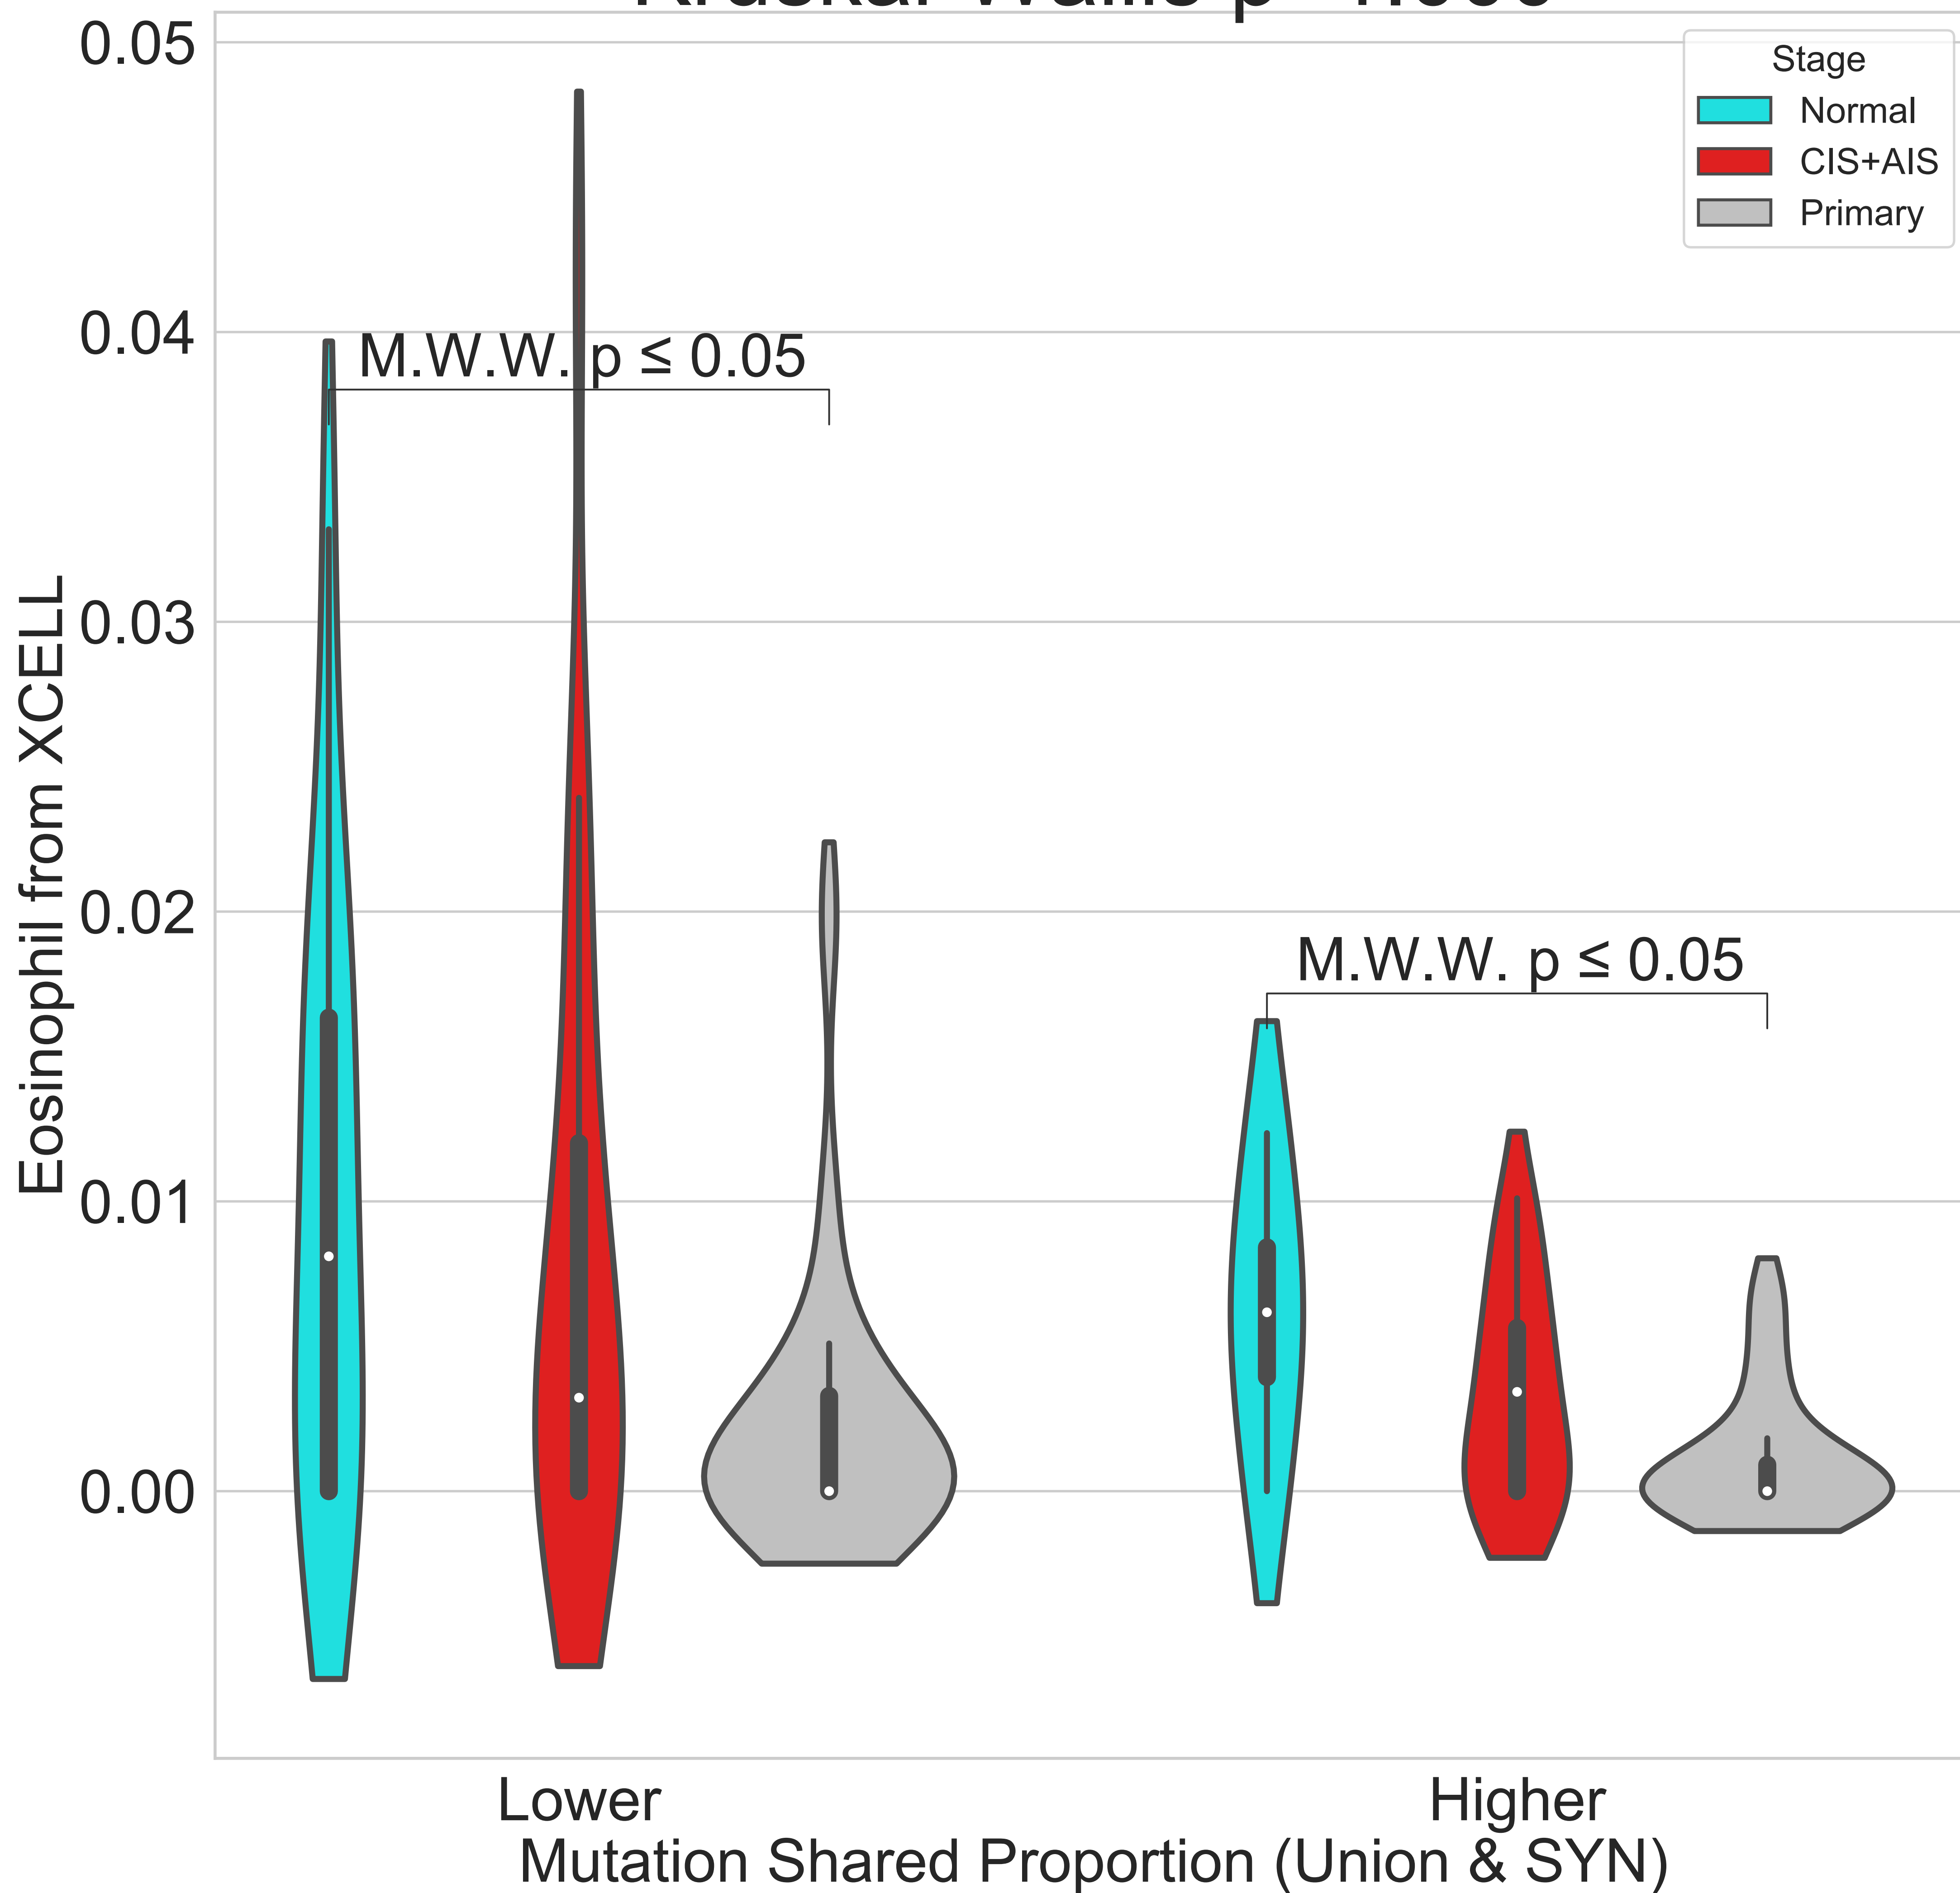 0.05
0.04
0.03
0.02
0.01
0.00
Eosinophil from XCELL
Stage
Normal
CIS+AIS
Primary
M.W.W. p ≤ 0.05
M.W.W. p ≤ 0.05
Lower
Higher
Mutation Shared Proportion (Union & SYN)